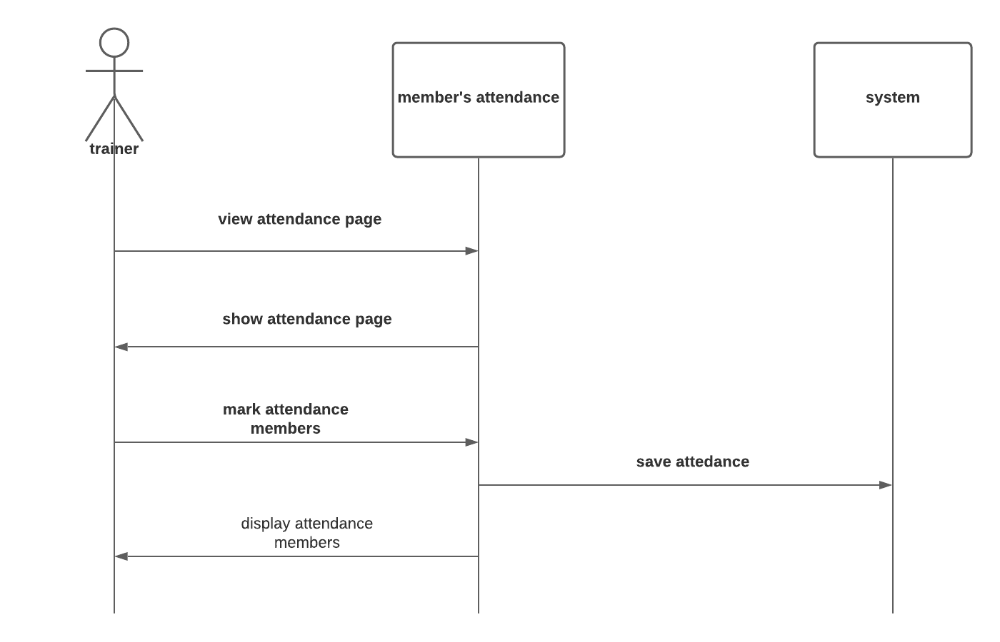 trainer
member's attendance
system
view attendance page
show attendance page
mark attendance
members
save attedance
display attendance
members